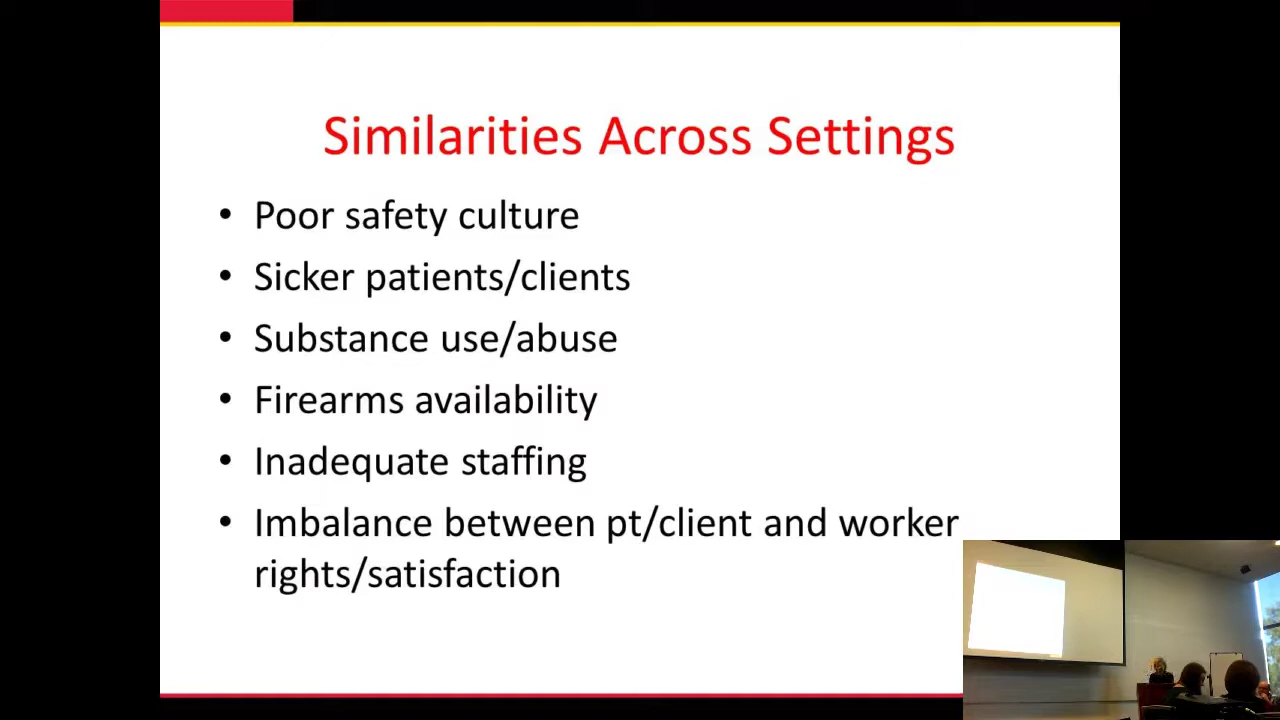 Similarities Across Settings
• Poor safety culture
• Sicker patients/clients
• Substance use/abuse
• Firearms availability
• Inadequate staffing
• Imbalance between pt/client and worker
rights/satisfaction